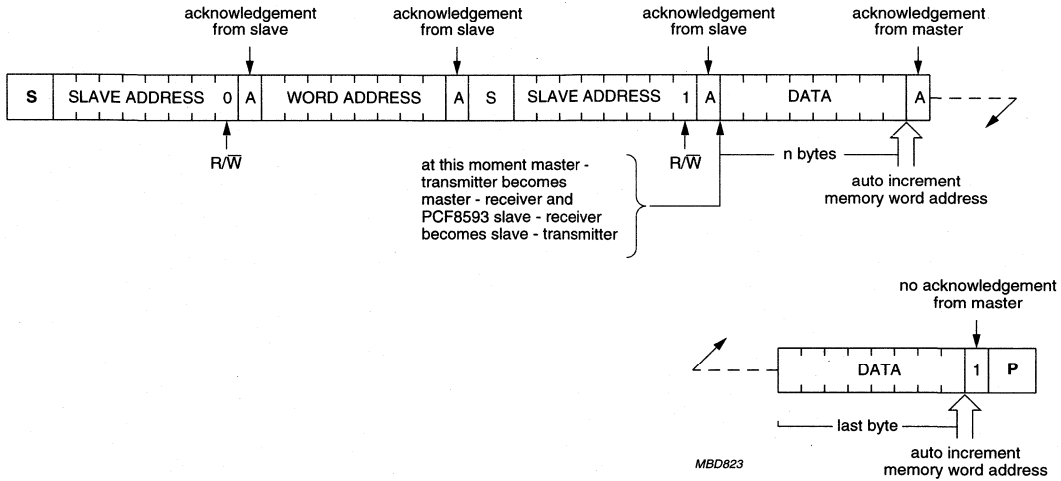 acknowledgement
from slave
acknowledgement
from slave
acknowledgement
from slave
acknowledgement
from master
S SLAVE ADDRESS 0 A WORD ADDRESS A S SLAVE ADDRESS 1 A DATA A
R/W̅
R/W̅
n bytes
at this moment master -
transmitter becomes
master - receiver and
PCF8593 slave - receiver
becomes slave - transmitter
auto increment
memory word address
no acknowledgement
from master
DATA 1 P
last byte
auto increment
memory word address
MBD823